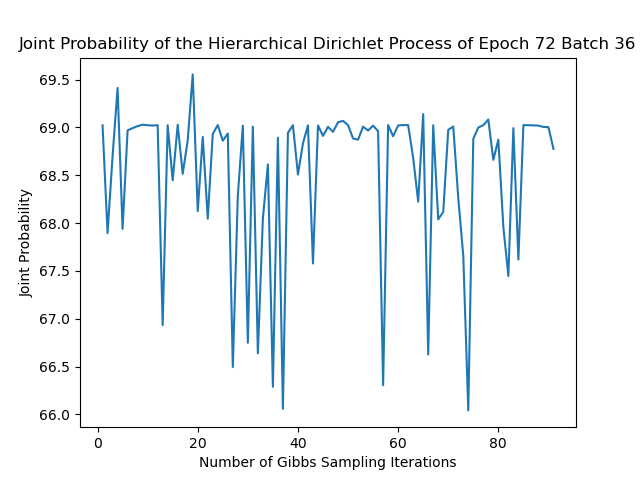 Joint Probability of the Hierarchical Dirichlet Process of Epoch 72 Batch 36
69.5
69.0
68.5
68.0
67.5
67.0
66.5
66.0
Joint Probability
0 20 40 60 80
Number of Gibbs Sampling Iterations